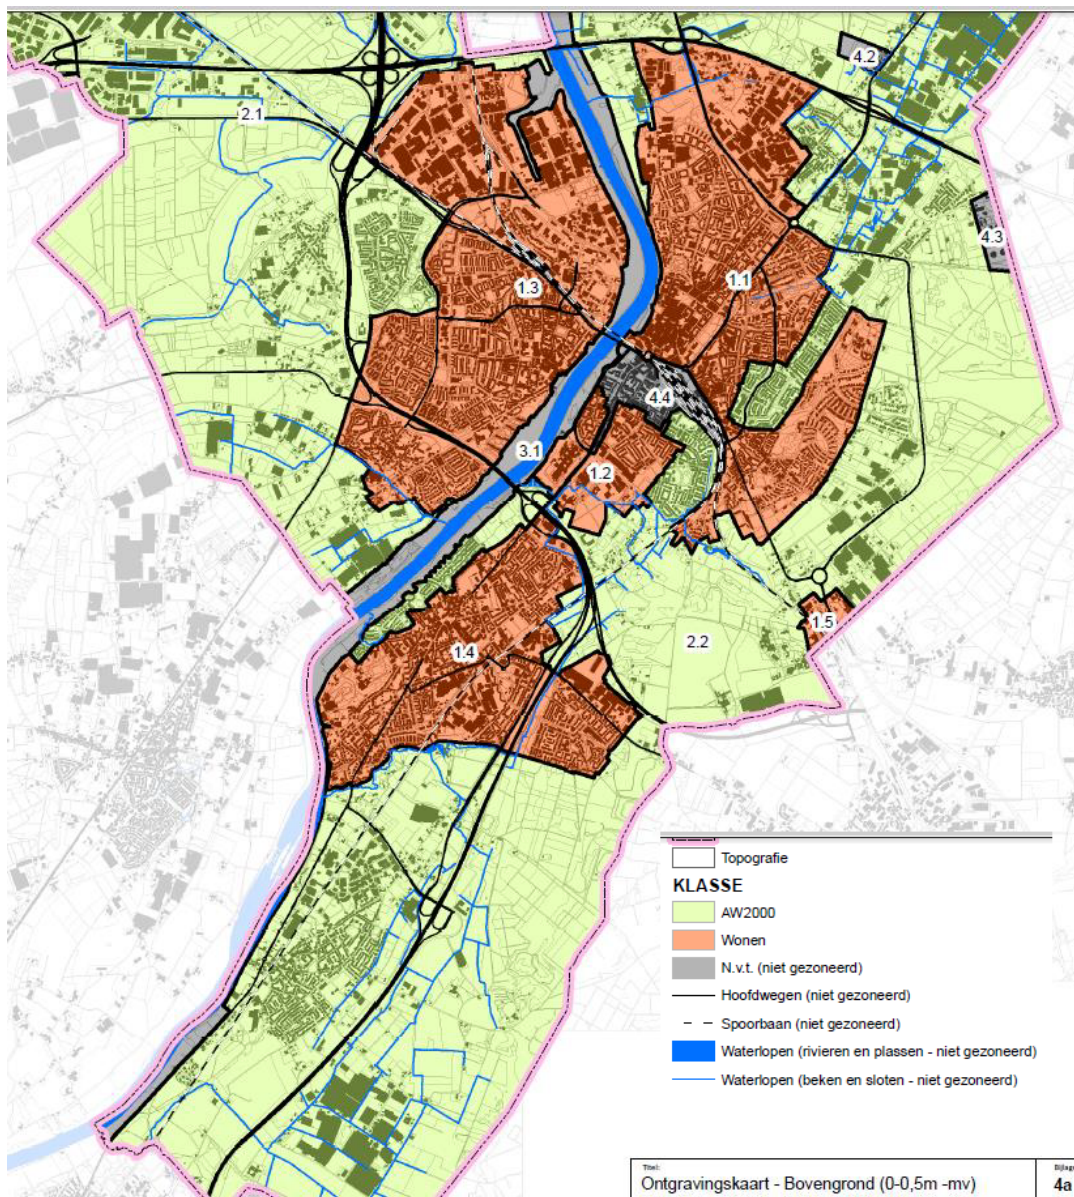 4.2
2.1
4.3
1.3
1.1
4.4
3.1
1.2
1.5
2.2
1.4
Topografie
KLASSE
AW2000
Wonen
N.v.t. (niet gezoneerd)
Hoofdwegen (niet gezoneerd)
Spoorbaan (niet gezoneerd)
Waterlopen (rivieren en plassen - niet gezoneerd)
Waterlopen (beken en sloten - niet gezoneerd)
Titel:
Ontgravingskaart - Bovengrond (0-0,5m -mv)
Bijlage
4a